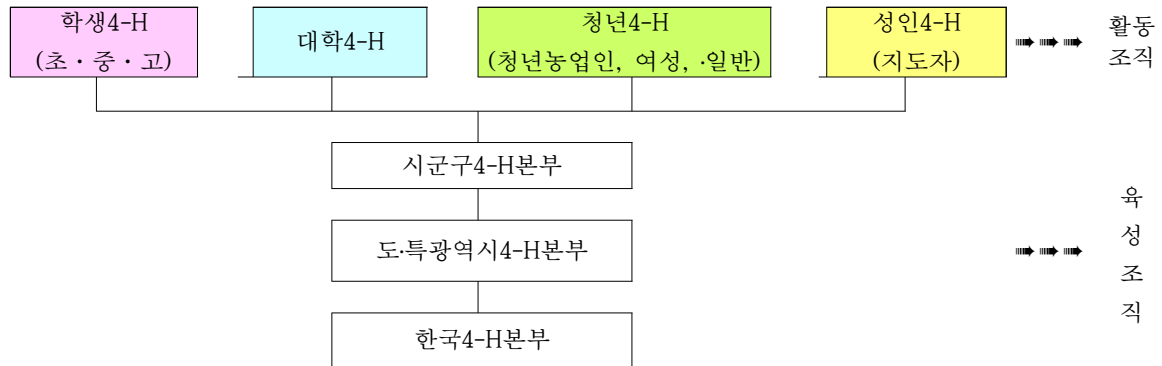 학생4-H
(초·중·고)
대학4-H
청년4-H
(청년농업인, 여성, ·일반)
성인4-H
(지도자)
활동
조직
시군구4-H본부
도·특광역시4-H본부
한국4-H본부
육
성
조
직